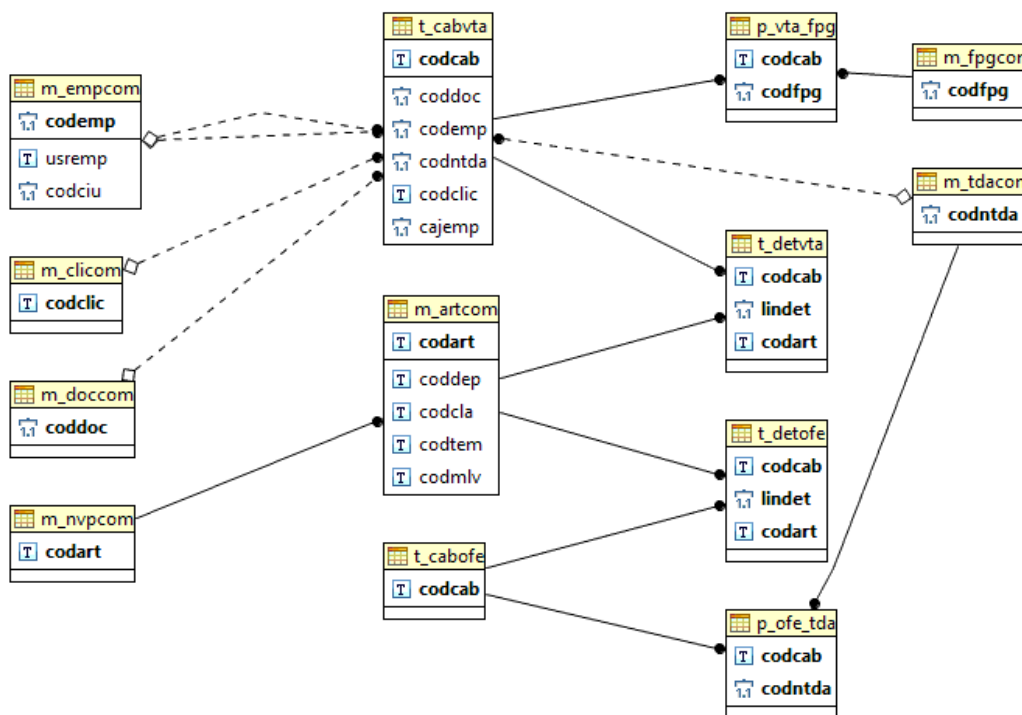 m_empcom
codemp
usremp
codciu
m_clicom
codclic
m_doccom
coddoc
m_nvpcom
codart
t_cabvta
codcab
coddoc
codemp
codntda
codclic
cajemp
m_artcom
codart
coddep
codcla
codtem
codmlv
t_cabofe
codcab
p_vta_fpg
codcab
codfpg
t_detvta
codcab
lindet
codart
t_detofe
codcab
lindet
codart
p_ofe_tda
codcab
codntda
m_fpgcor
codfpg
m_tdacor
codntda